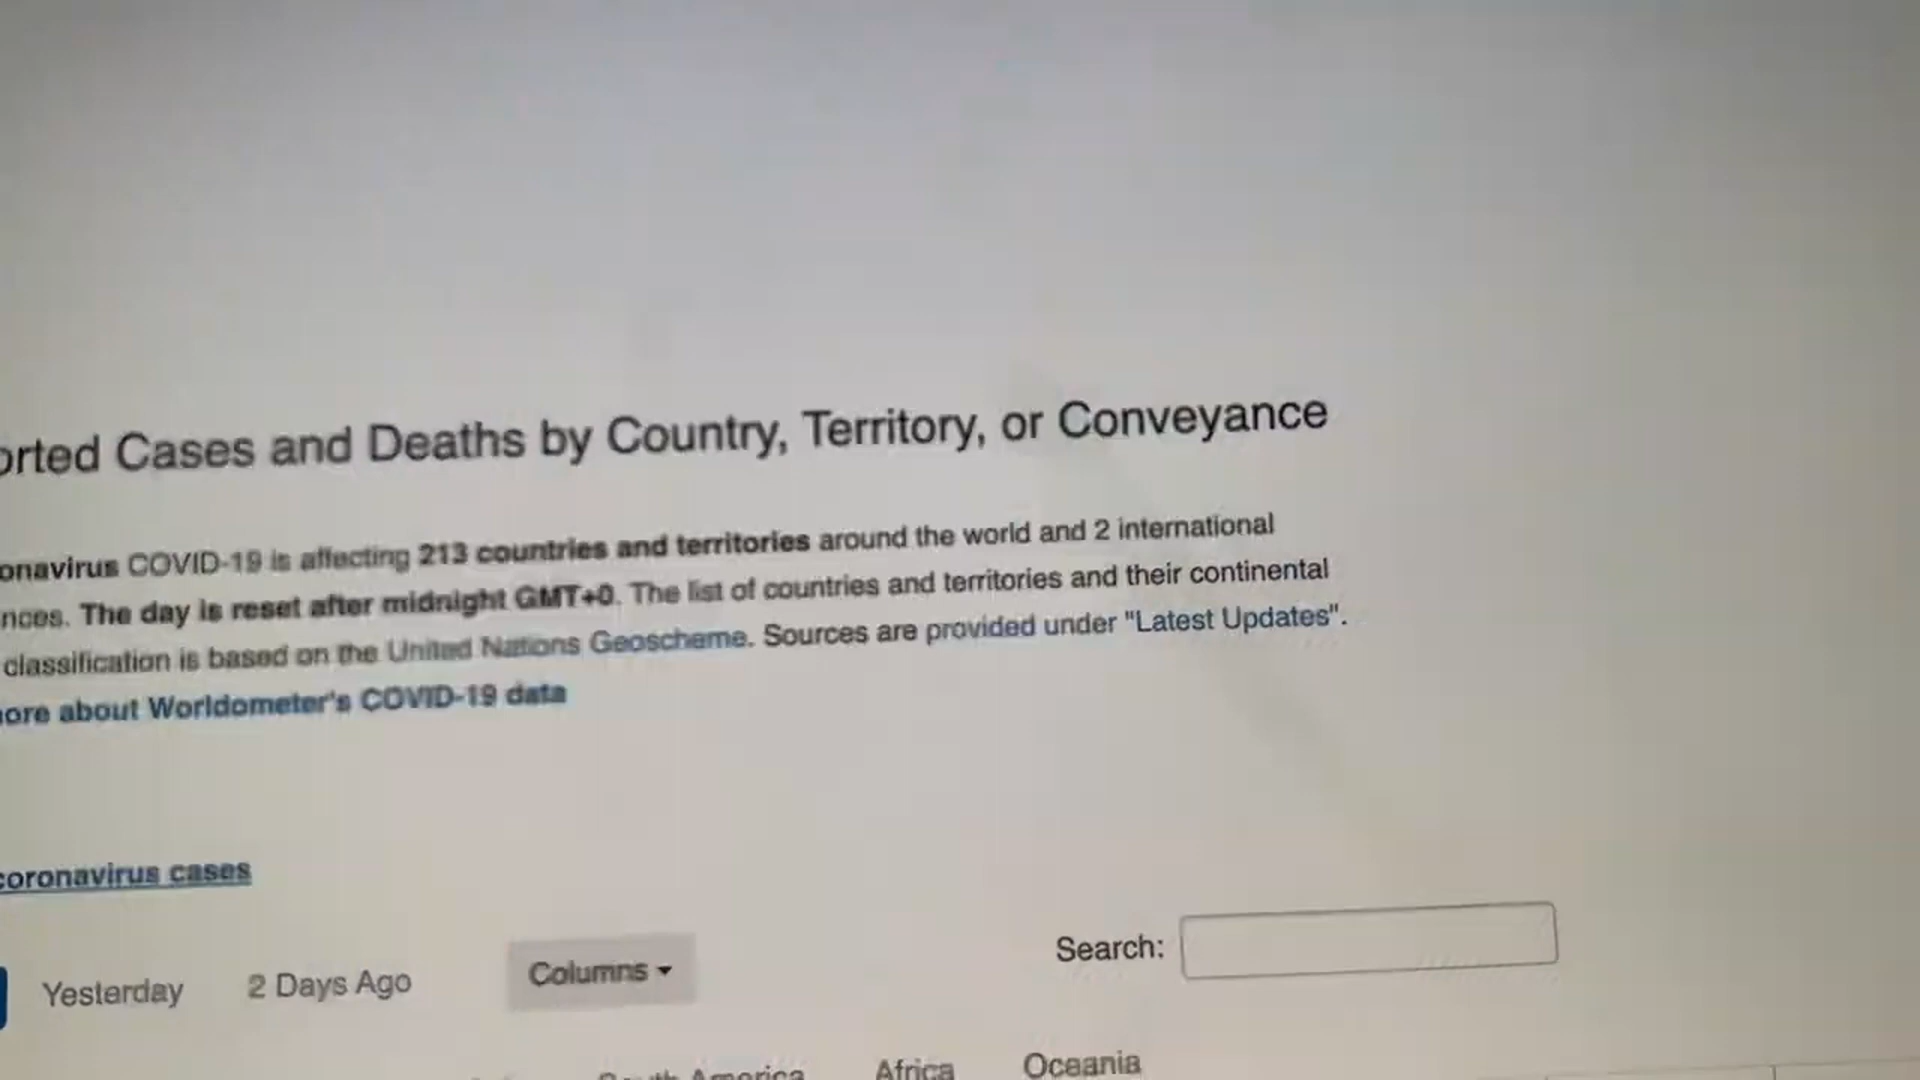 orted Cases and Deaths by Country, Territory, or Conveyance
onavirus COVID-19 is affecting 213 countries and territories around the world and 2 international
nces. The day is reset after midnight GMT+0. The list of countries and territories and their continental
classification is based on the United Nations Geoscheme. Sources are provided under "Latest Updates".
ore about Worldometer's COVID-19 data
coronavirus cases
Search:
Yesterday 2 Days Ago Columns
South America Africa Oceania